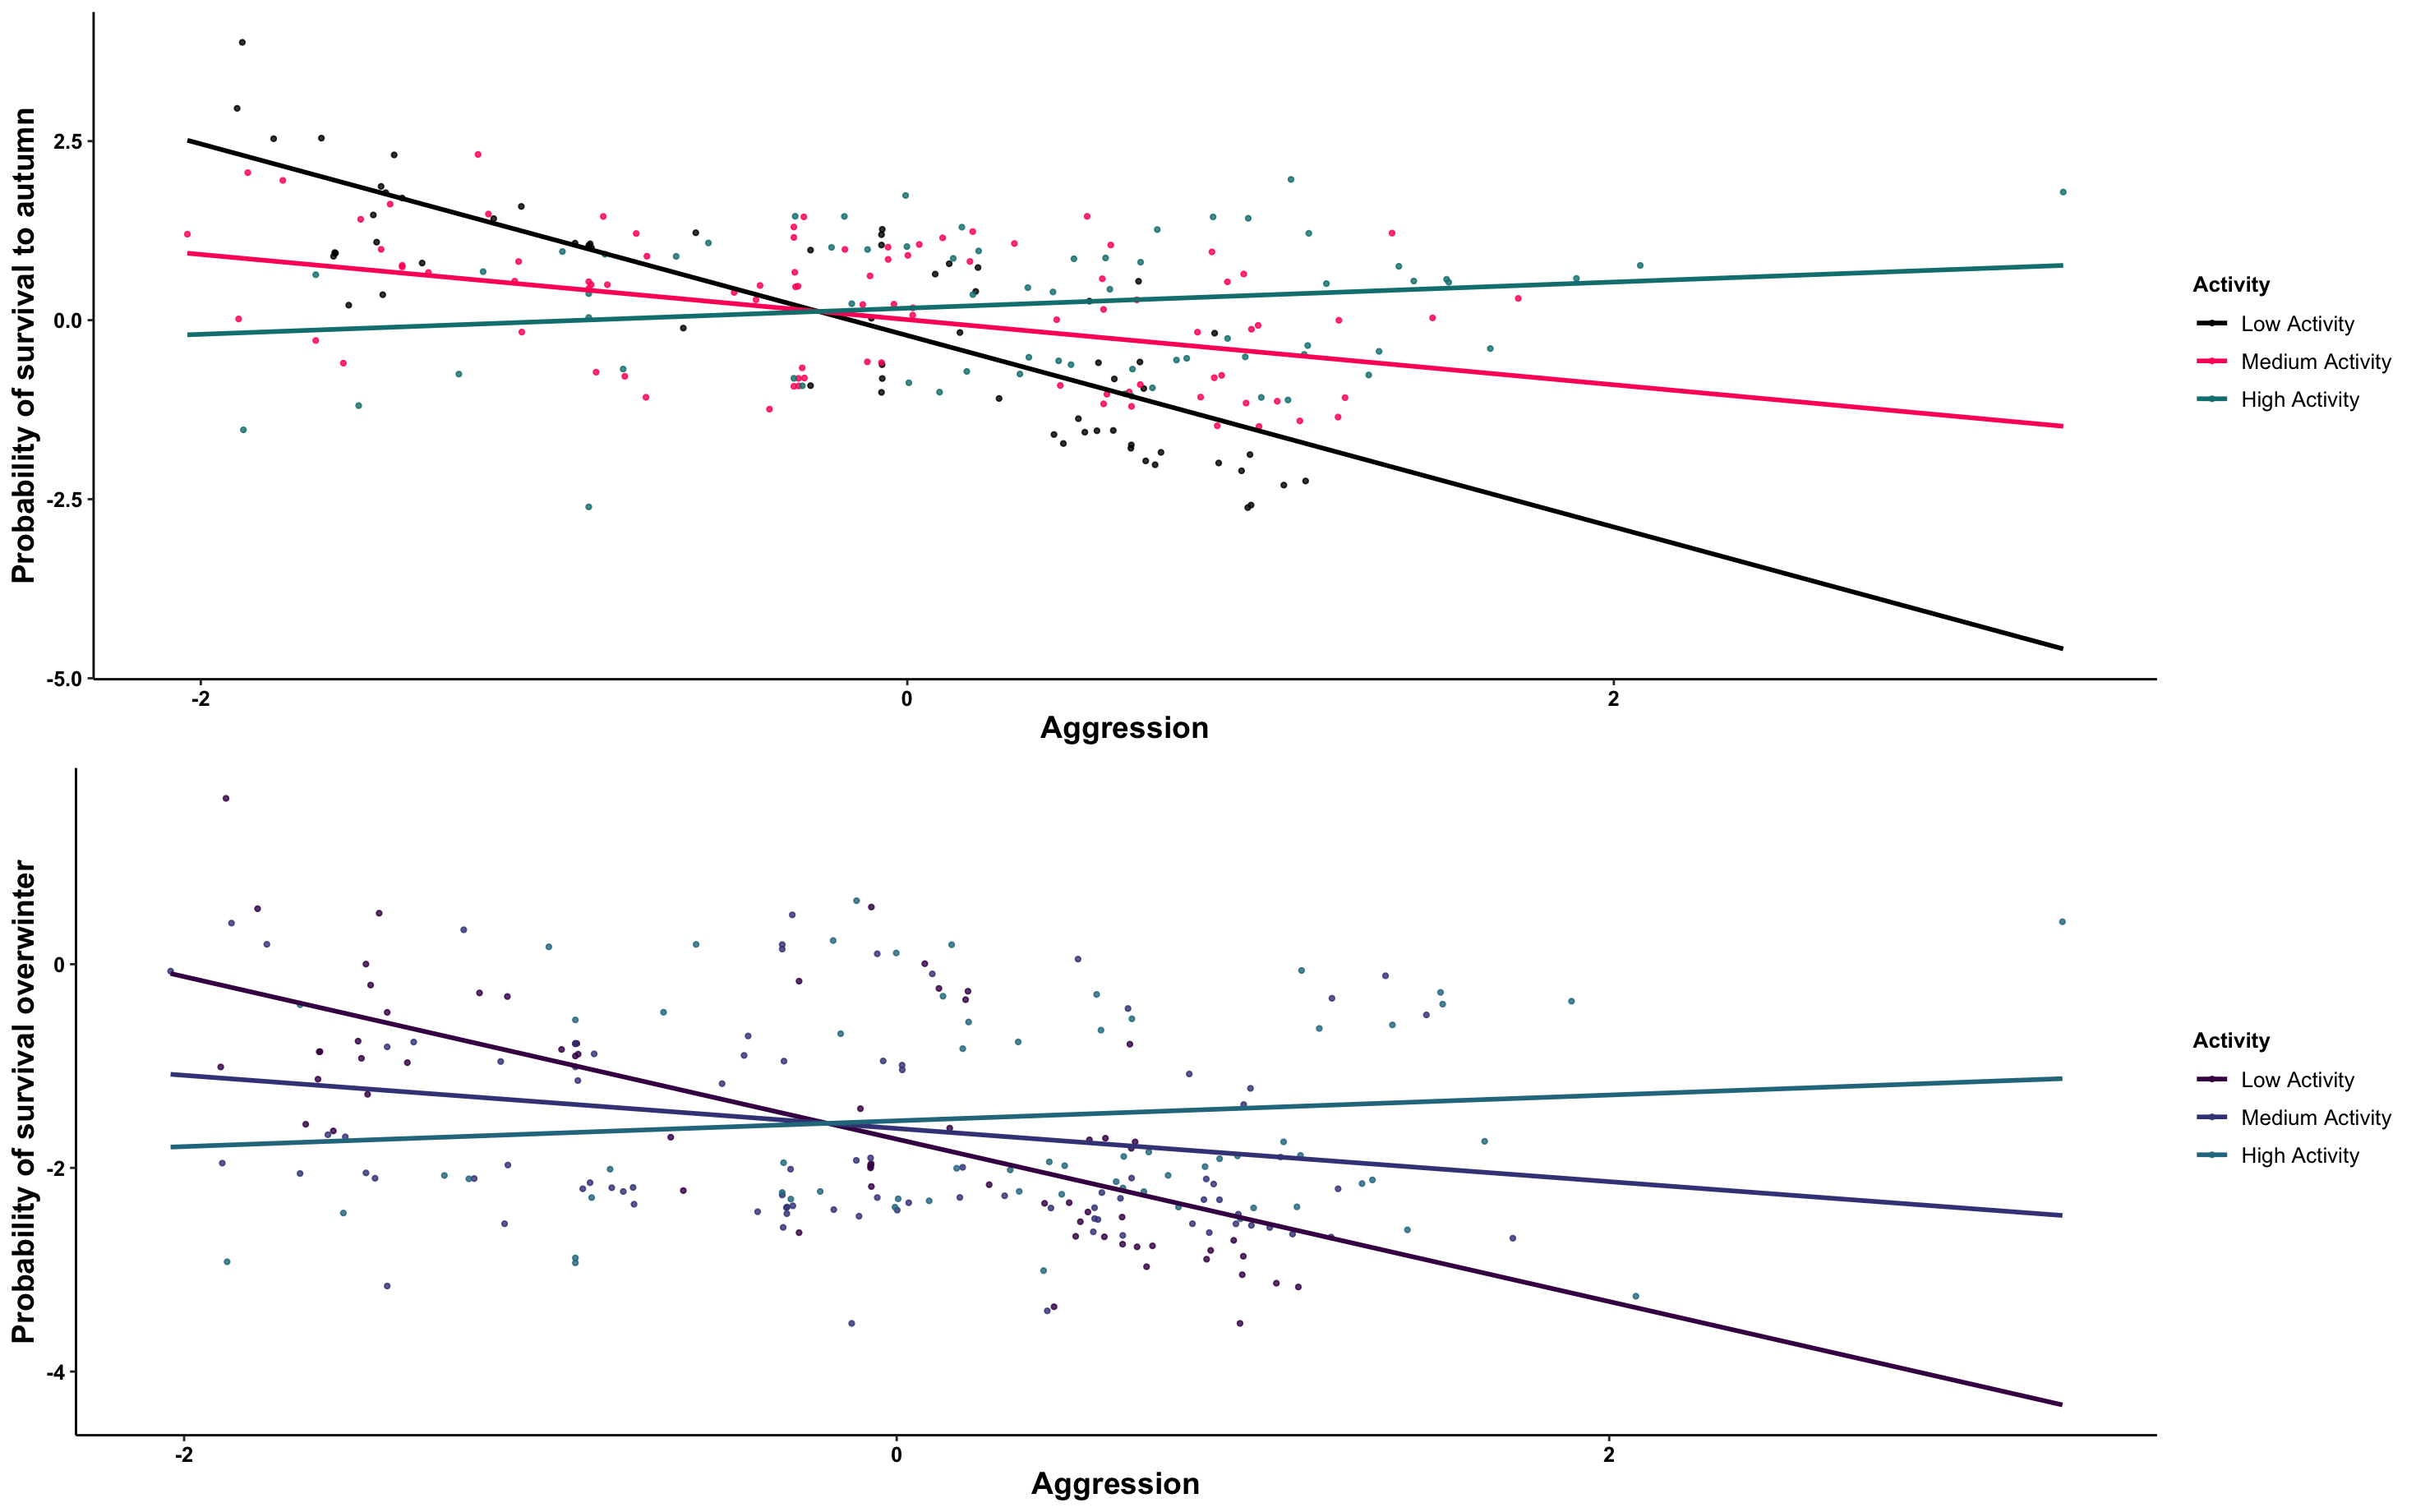 Probability of survival to autumn
2.5
0.0
-2.5
-5.0
-2
0
2
Aggression
Activity
Low Activity
Medium Activity
High Activity
Probability of survival overwinter
0
-2
-4
-2
0
2
Aggression
Activity
Low Activity
Medium Activity
High Activity